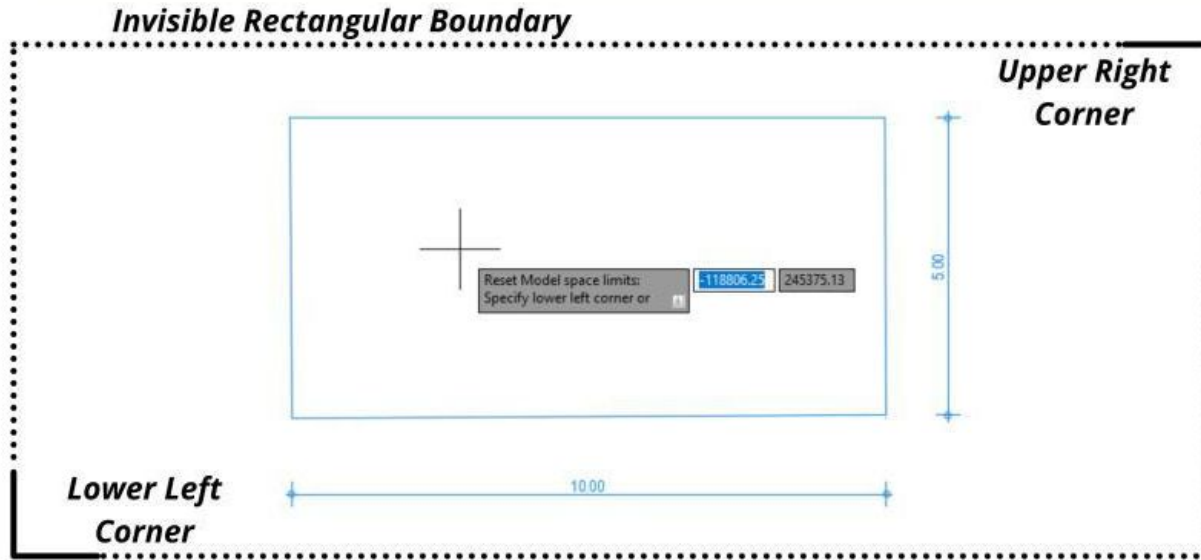 Invisible Rectangular Boundary
Upper Right
Corner
Reset Model space limits:
Specify lower left corner or
-118806.25
245375.13
5.00
Lower Left
Corner
10.00